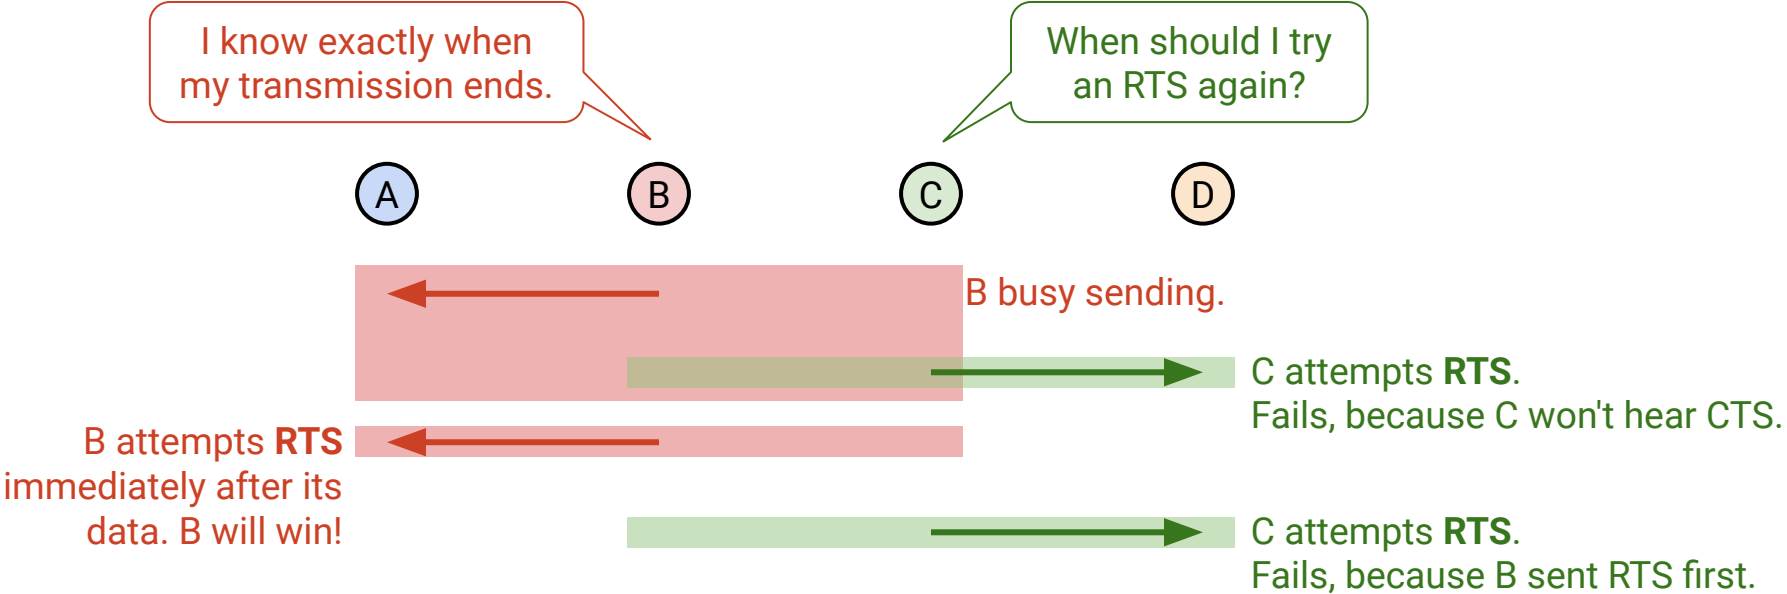 I know exactly when
my transmission ends.
When should I try
an RTS again?
A
B
C
D
B busy sending.
C attempts RTS.
Fails, because C won't hear CTS.
B attempts RTS
immediately after its
data. B will win!
C attempts RTS.
Fails, because B sent RTS first.